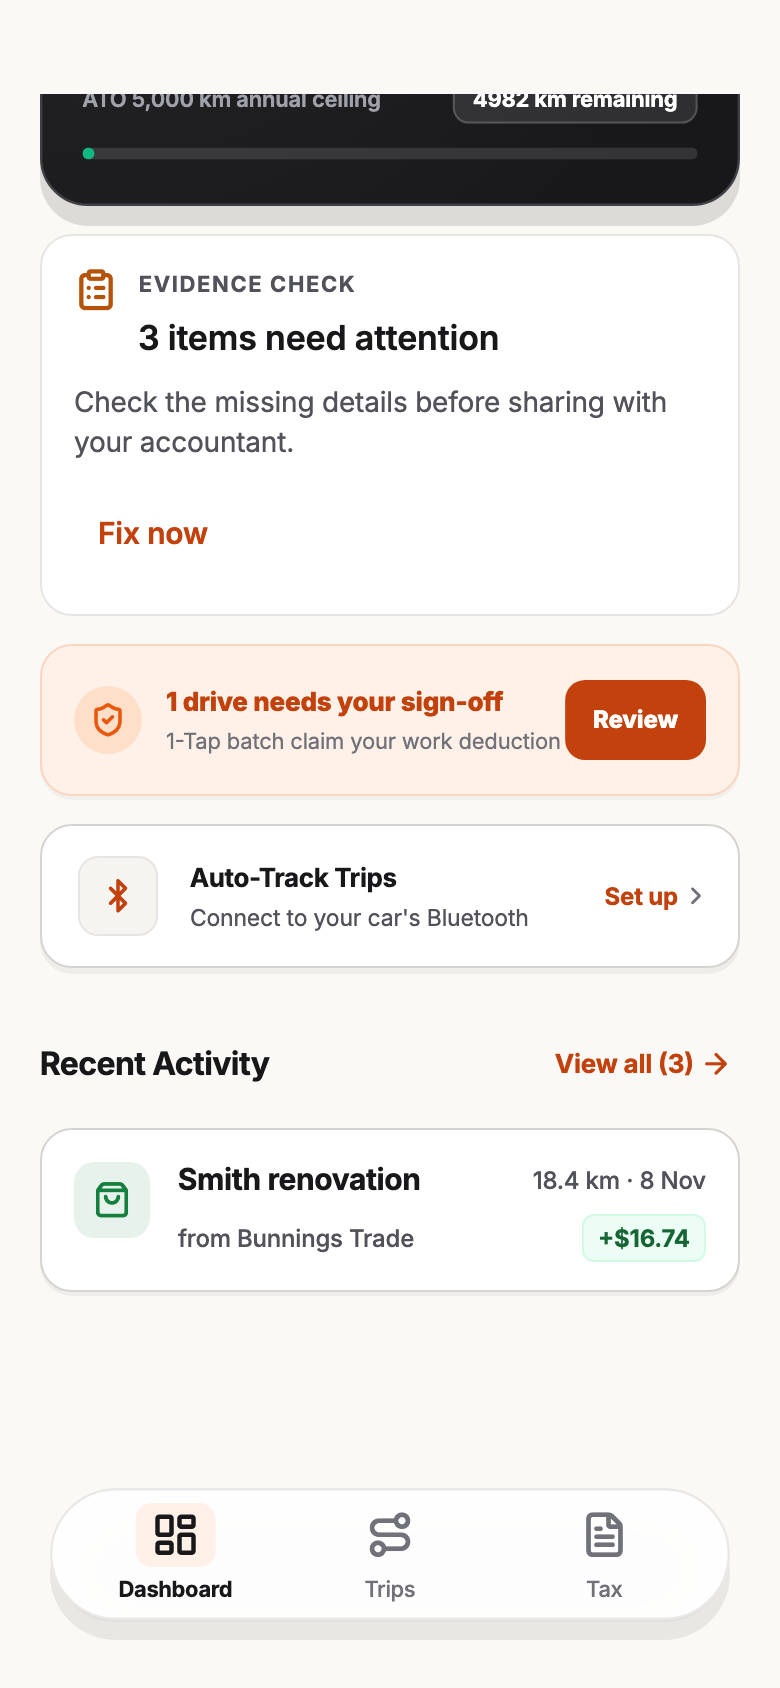 ATO 5,000 km annual ceiling
4982 km remaining
EVIDENCE CHECK
3 items need attention
Check the missing details before sharing with
your accountant.
Fix now
1 drive needs your sign-off
1-Tap batch claim your work deduction
Review
Auto-Track Trips
Connect to your car's Bluetooth
Set up
Recent Activity
View all (3)
Smith renovation
18.4 km · 8 Nov
from Bunnings Trade
+$16.74
Dashboard
Trips
Tax